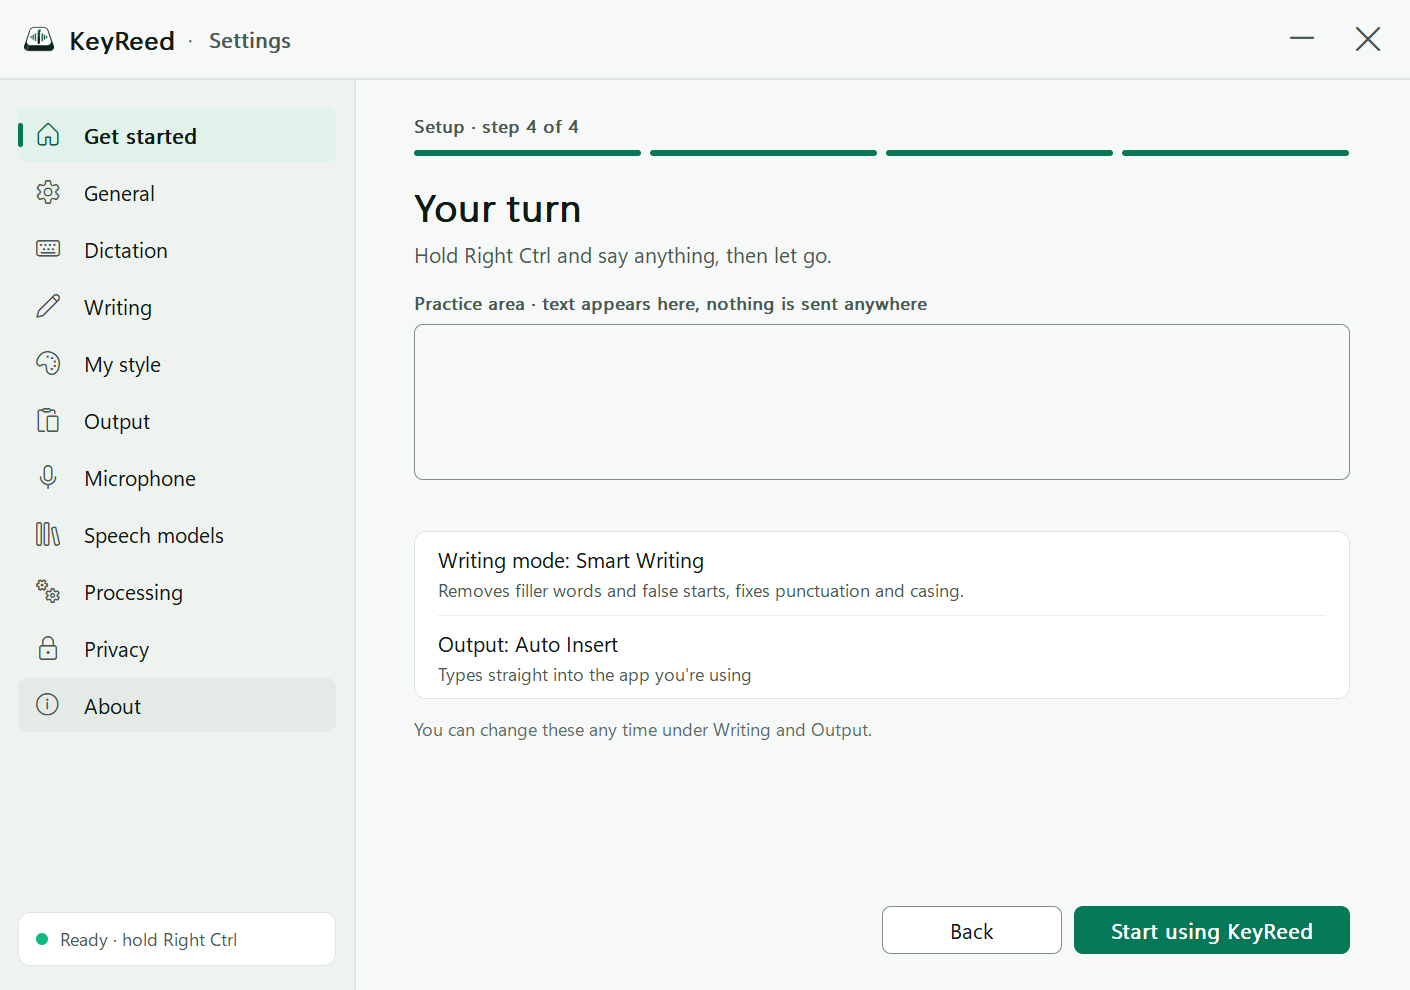 KeyReed · Settings
Get started
General
Dictation
Writing
My style
Output
Microphone
Speech models
Processing
Privacy
About
Ready · hold Right Ctrl
Setup · step 4 of 4
Your turn
Hold Right Ctrl and say anything, then let go.
Practice area · text appears here, nothing is sent anywhere
Writing mode: Smart Writing
Removes filler words and false starts, fixes punctuation and casing.
Output: Auto Insert
Types straight into the app you're using
You can change these any time under Writing and Output.
Back
Start using KeyReed